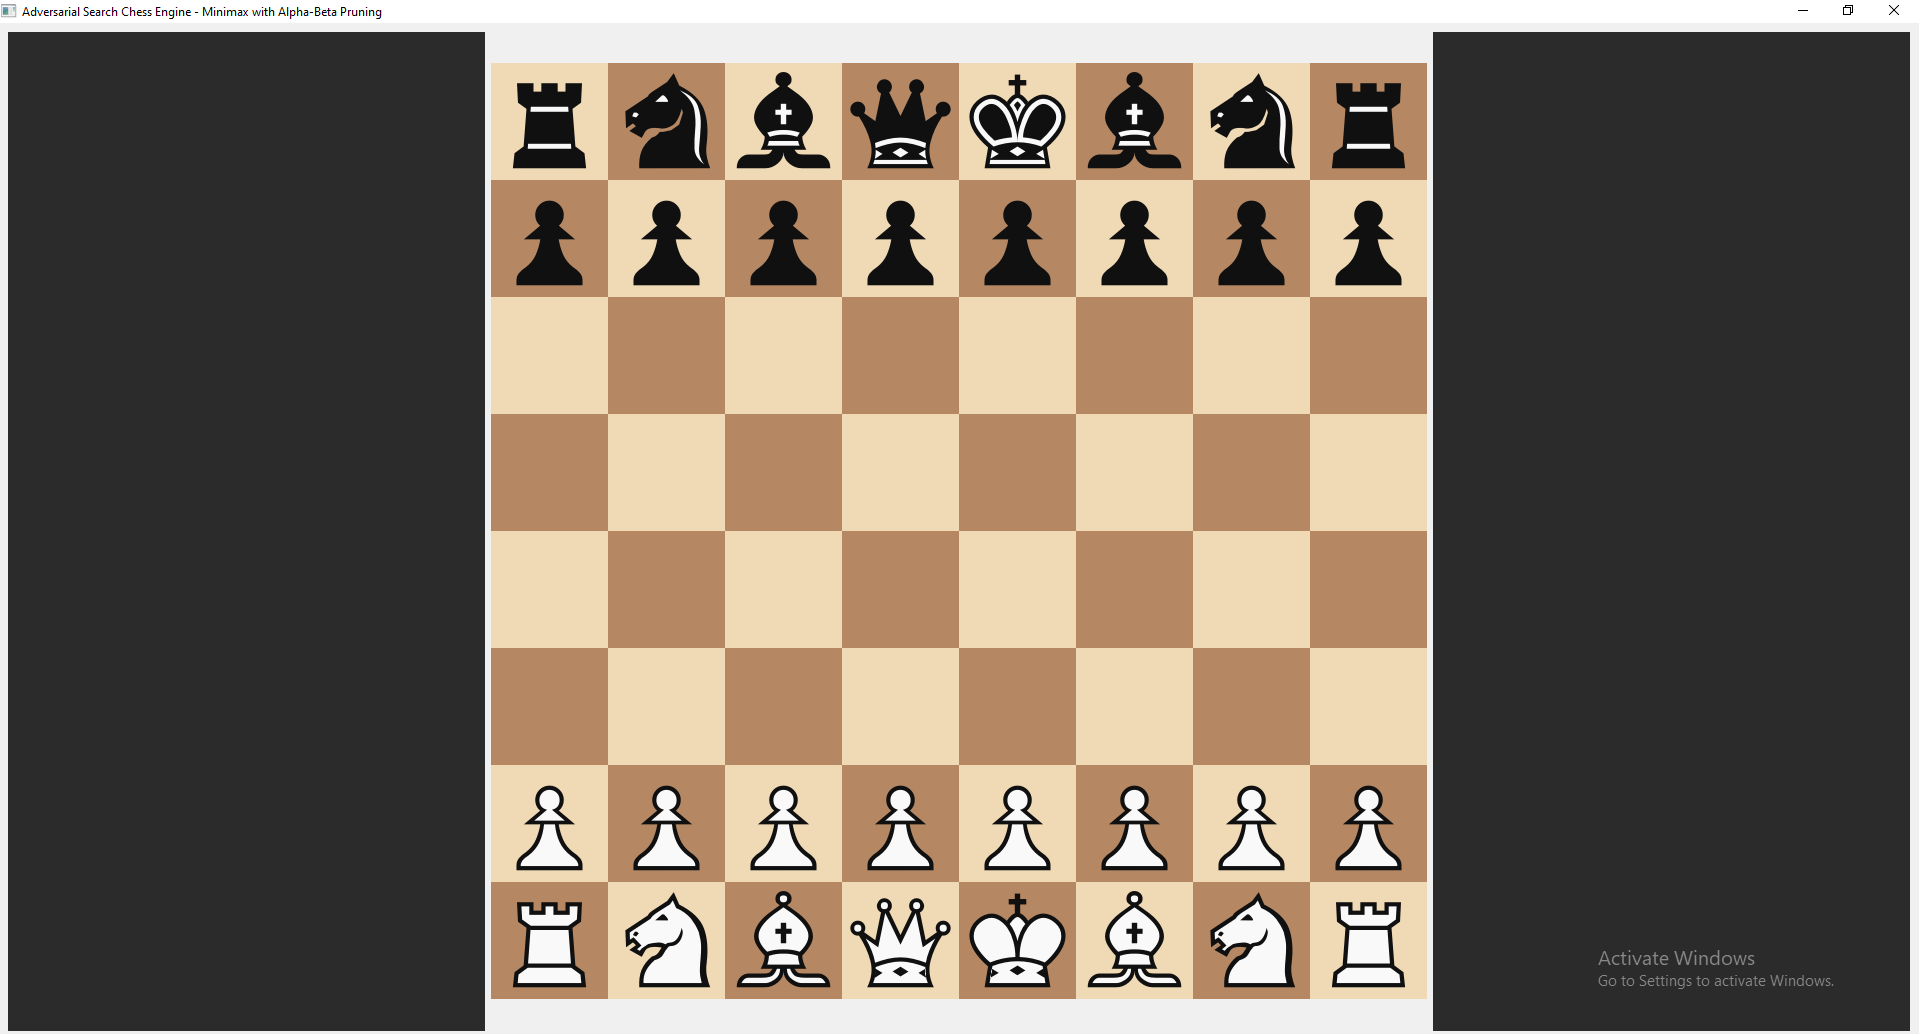 Adversarial Search Chess Engine - Minimax with Alpha-Beta Pruning
Activate Windows
Go to Settings to activate Windows.